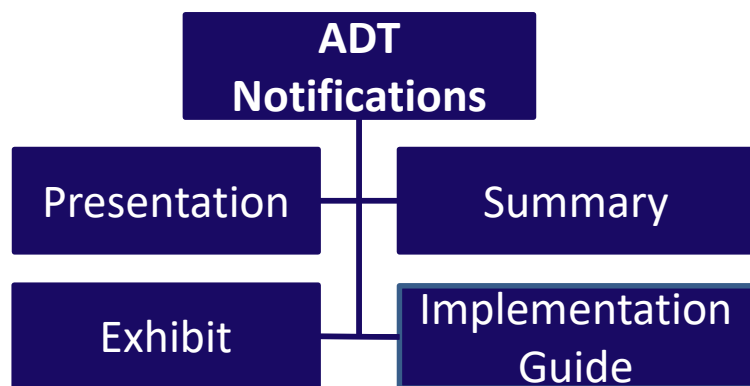 ADT
Notifications
Presentation
Summary
Exhibit
Implementation
Guide